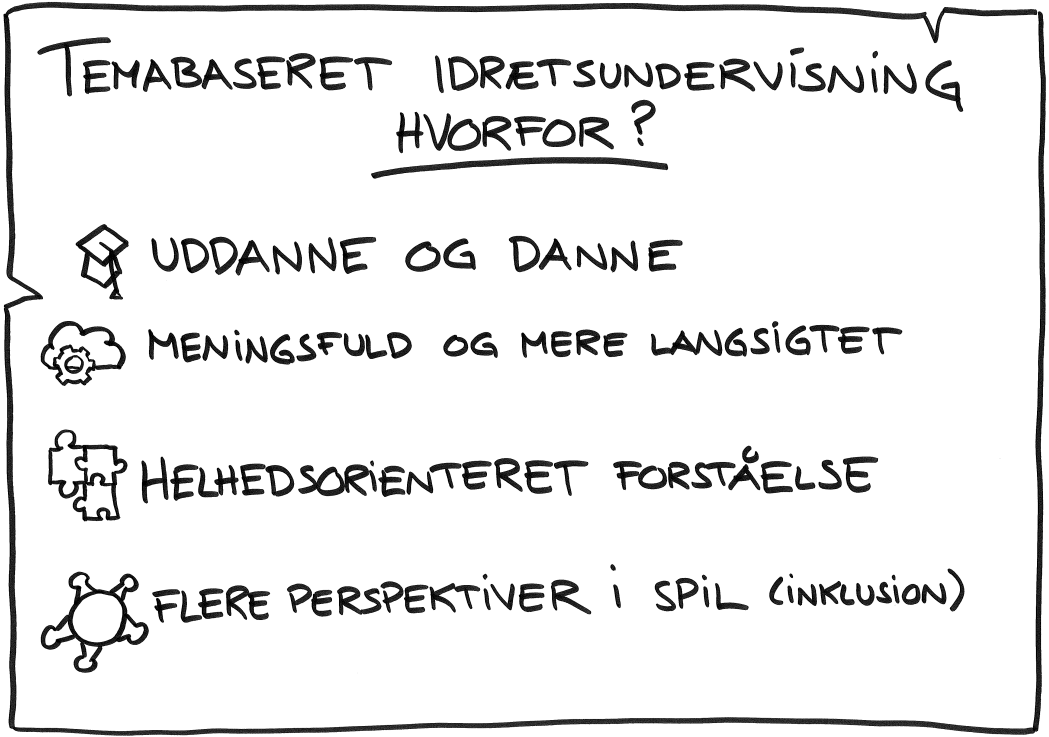 TEMABASERET IDRÆTSUNDERVISNING
HVORFOR?
UDDANNE OG DANNE
MENINGSFULD OG MERE LANGSIGTET
HELHEDSORIENTERET FORSTÅELSE
FLERE PERSPEKTIVER I SPIL (INKLUSION)